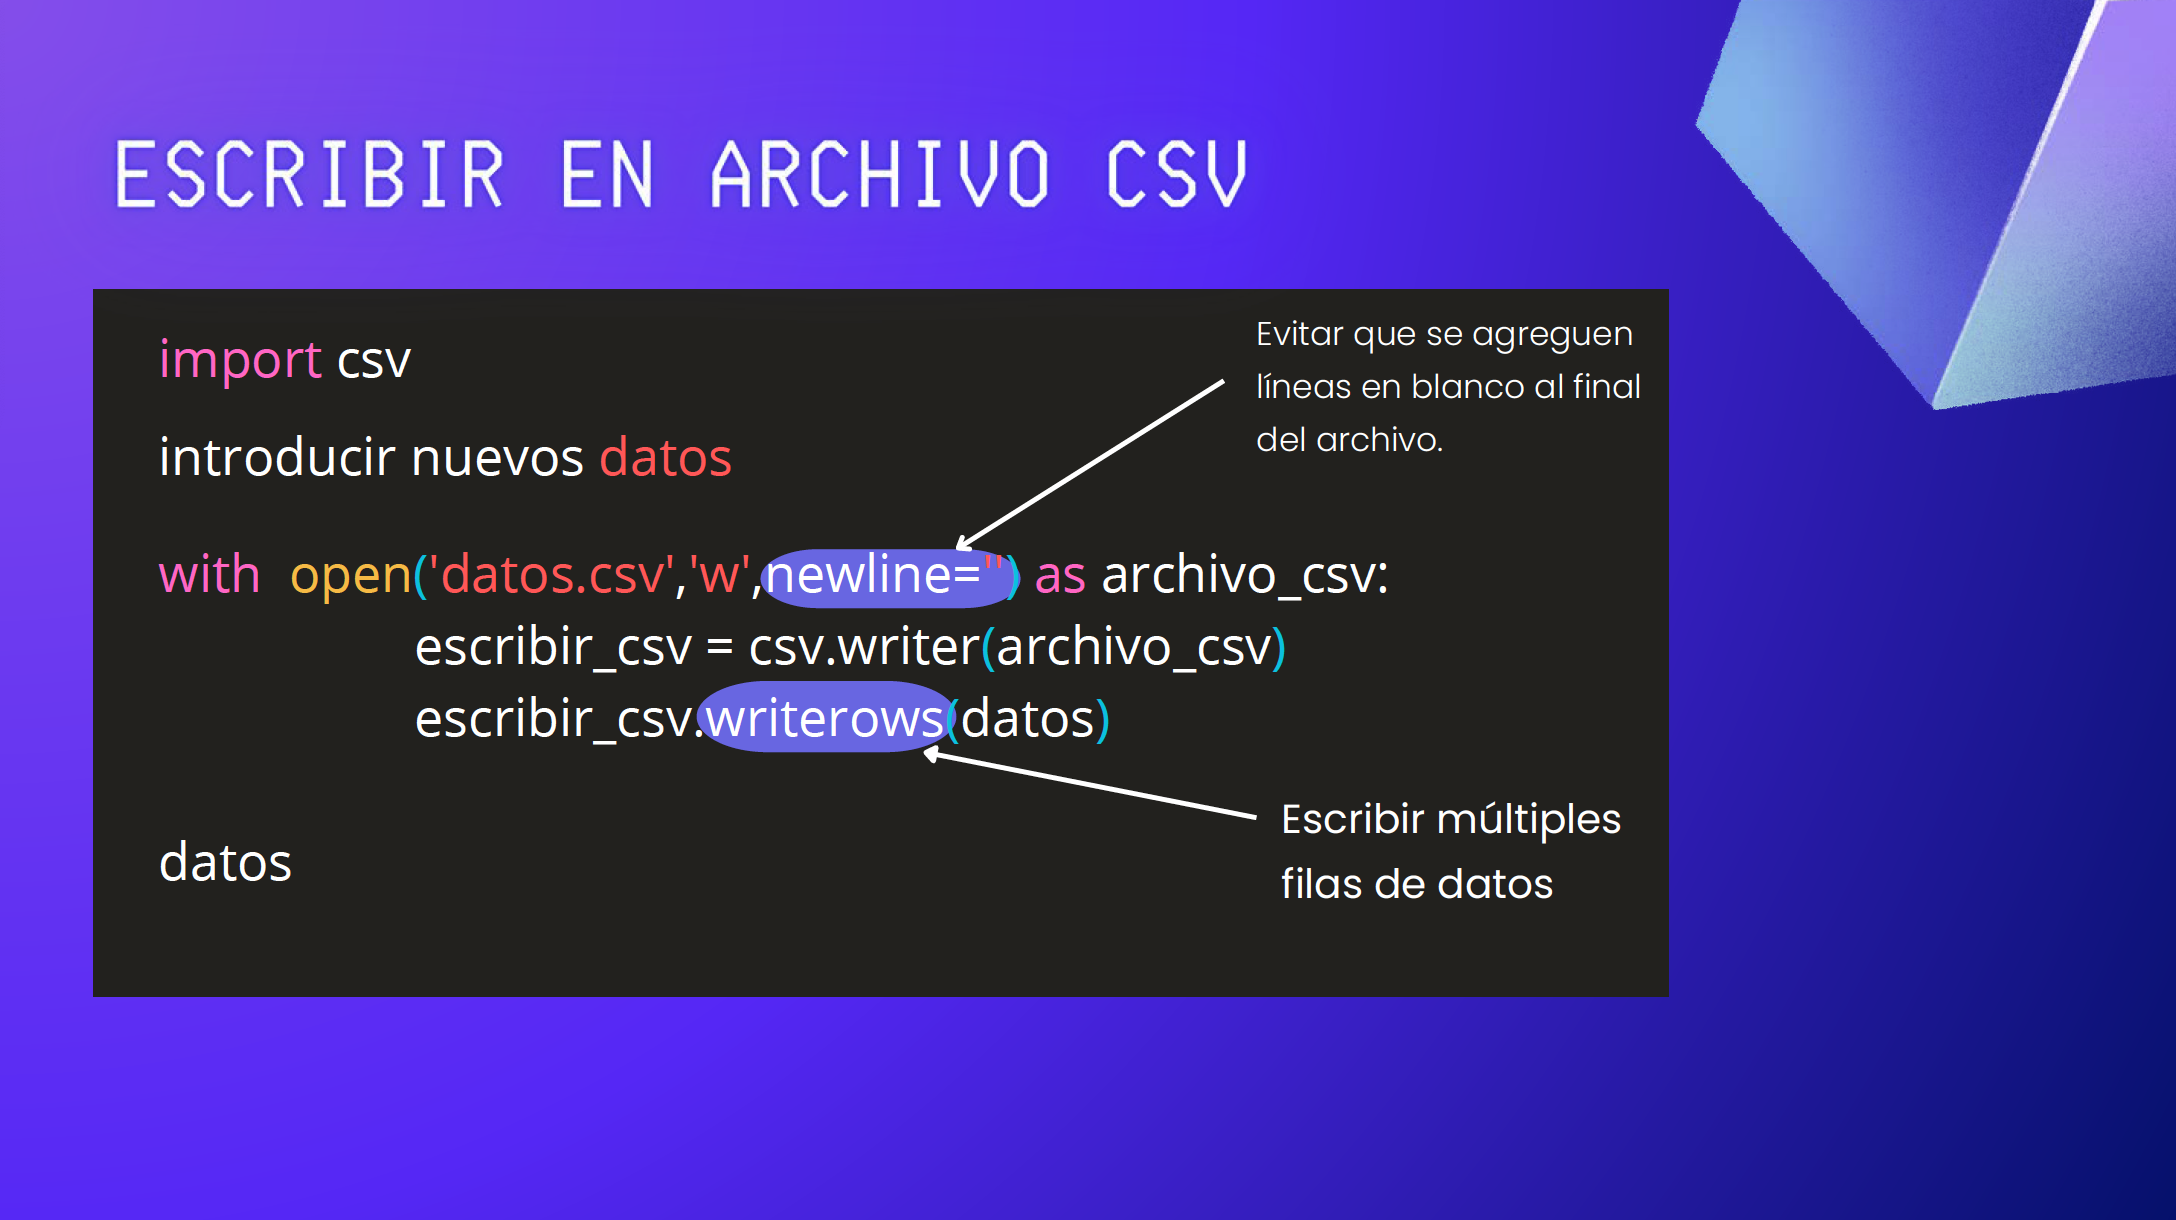 ESCRIBIR EN ARCHIVO CSV
import csv
Evitar que se agreguen
líneas en blanco al final
del archivo.
introducir nuevos datos
with open('datos.csv','w',newline='') as archivo_csv:
escribir_csv = csv.writer(archivo_csv)
escribir_csv.writerows(datos)
Escribir múltiples
filas de datos
datos